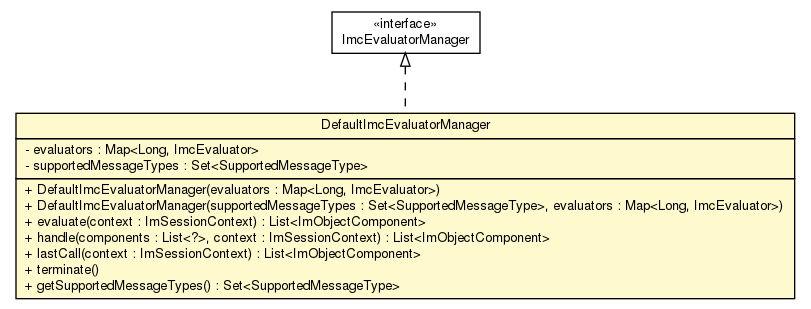 «interface»
ImcEvaluatorManager
DefaultImcEvaluatorManager
- evaluators : Map<Long, ImcEvaluator>
- supportedMessageTypes : Set<SupportedMessageType>
+ DefaultImcEvaluatorManager(evaluators : Map<Long, ImcEvaluator>)
+ DefaultImcEvaluatorManager(supportedMessageTypes : Set<SupportedMessageType>, evaluators : Map<Long, ImcEvaluator>)
+ evaluate(context : ImSessionContext) : List<ImObjectComponent>
+ handle(components : List<?>, context : ImSessionContext) : List<ImObjectComponent>
+ lastCall(context : ImSessionContext) : List<ImObjectComponent>
+ terminate()
+ getSupportedMessageTypes() : Set<SupportedMessageType>